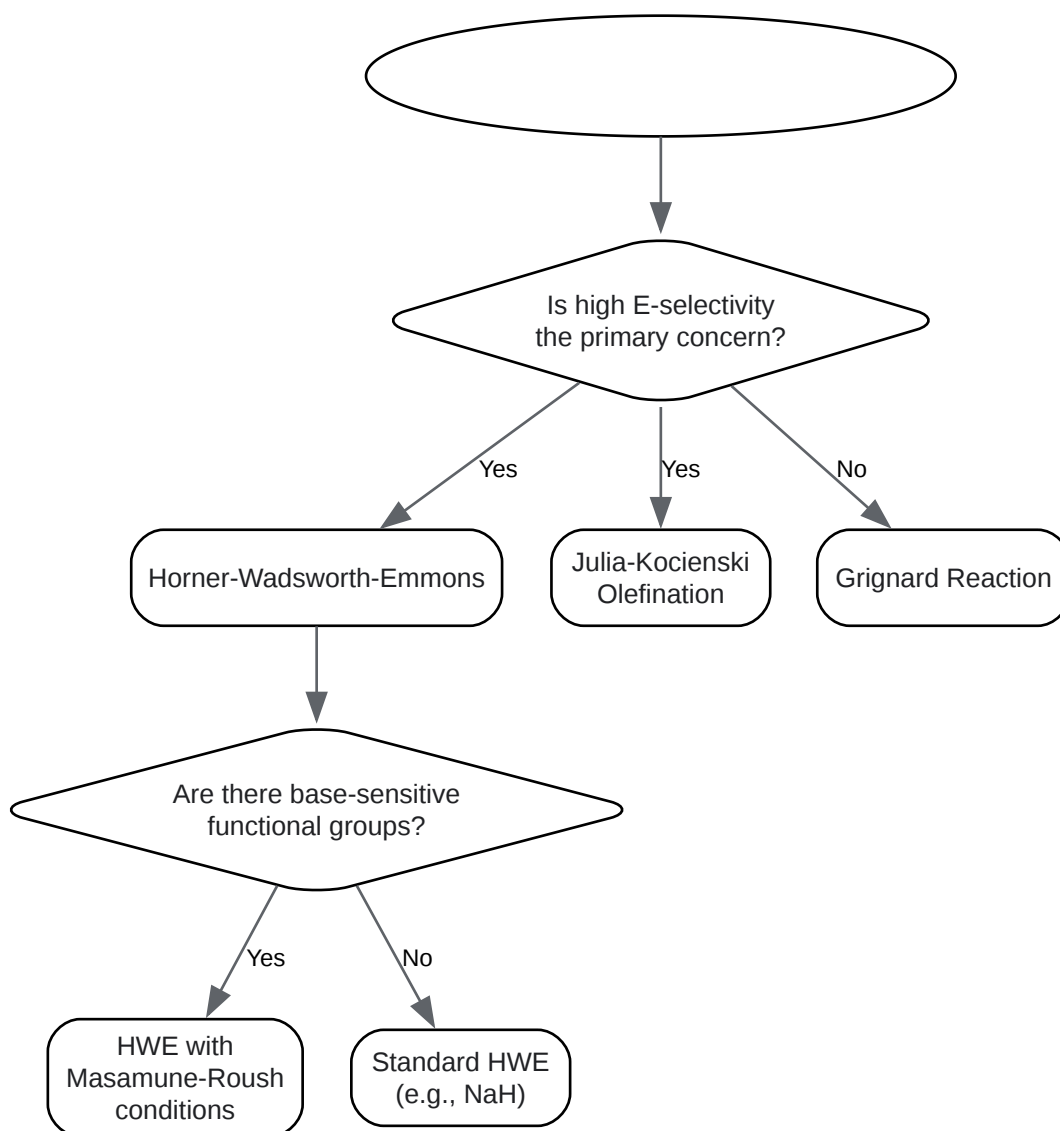 Is high E-selectivity
the primary concern?
Yes
Yes
No
Horner-Wadsworth-Emmons
Julia-Kocienski
Olefination
Grignard Reaction
Are there base-sensitive
functional groups?
Yes
No
HWE with
Masamune-Roush
conditions
Standard HWE
(e.g., NaH)